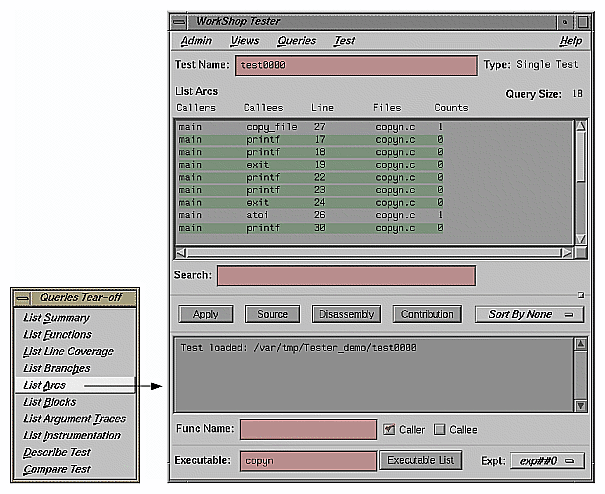 WorkShop Tester
Admin Views Queries Test Help
Test Name: test0000 Type: Single Test
List Arcs Query Size: 18
Callers Callees Line Files Counts
main copy_file 27 copyn.c 1
main printf 17 copyn.c 0
main printf 18 copyn.c 0
main exit 19 copyn.c 0
main printf 22 copyn.c 0
main printf 23 copyn.c 0
main exit 24 copyn.c 0
main atoi 26 copyn.c 1
main printf 30 copyn.c 0
Search:
Apply Source Disassembly Contribution Sort By None
Test loaded: /var/tmp/Tester_demo/test0000
Func Name: Caller Callee
Executable: copyn Executable List Expt: exp##0
Queries Tear-off
List Summary
List Functions
List Line Coverage
List Branches
List Arcs
List Blocks
List Argument Traces
List Instrumentation
Describe Test
Compare Test